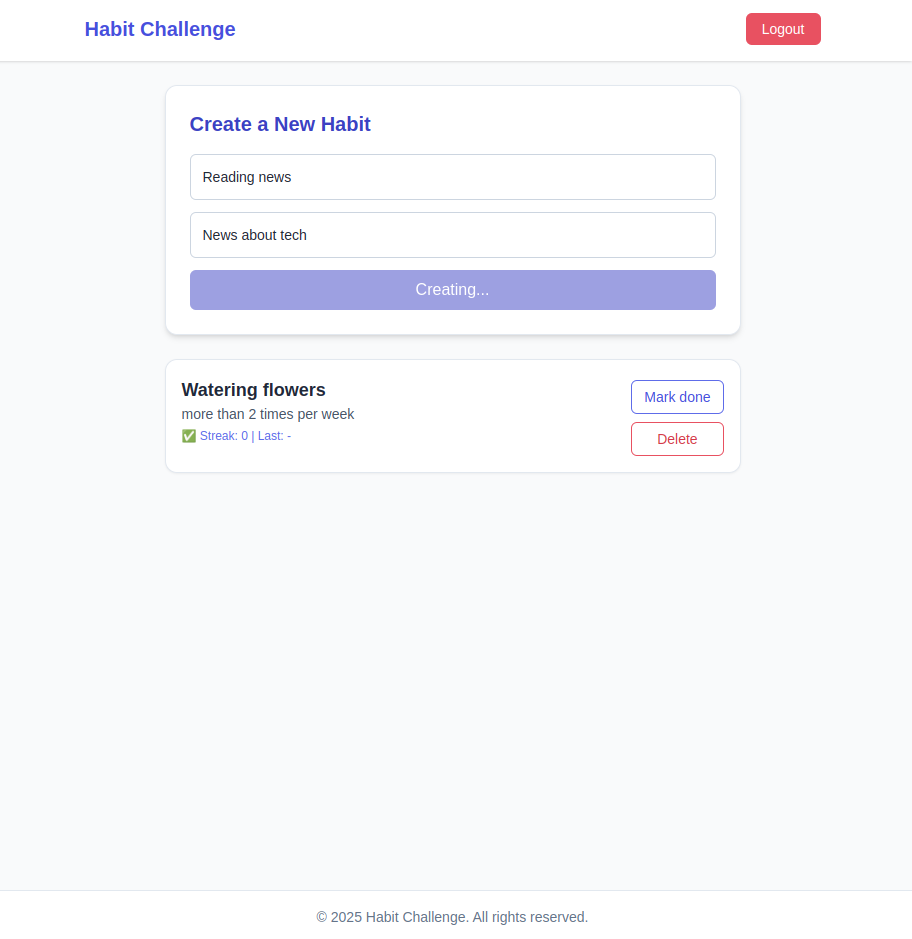 Habit Challenge
Logout
Create a New Habit
Reading news
News about tech
Creating...
Watering flowers
more than 2 times per week
✅ Streak: 0 | Last: -
Mark done
Delete
© 2025 Habit Challenge. All rights reserved.